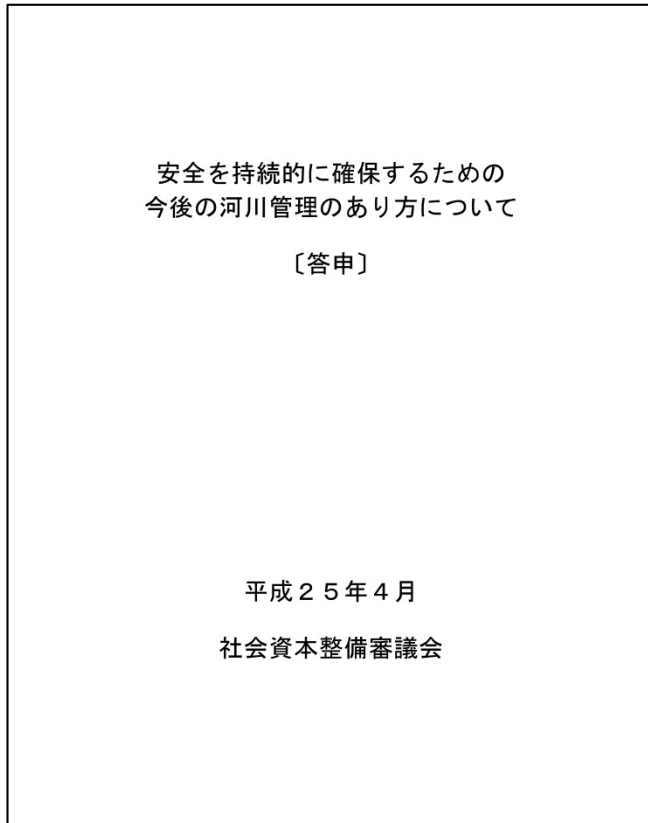 安全を持続的に確保するための
今後の河川管理のあり方について
〔答申〕
平成２５年４月
社会資本整備審議会